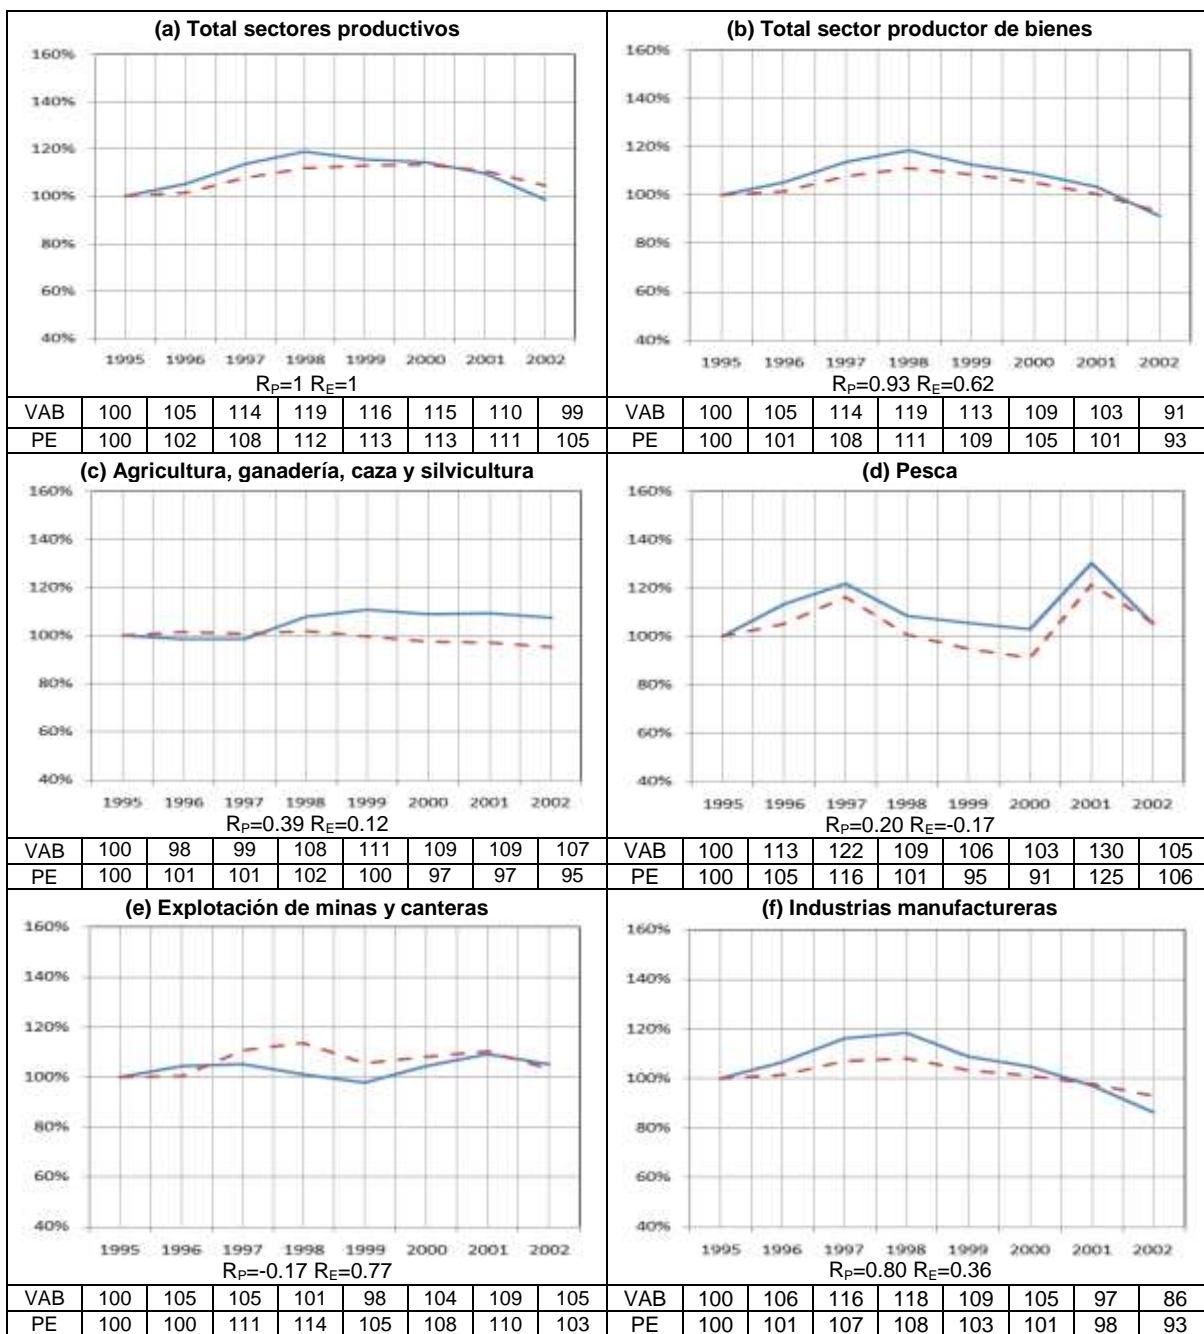 (a) Total sectores productivos
160%
140%
120%
100%
80%
60%
40%
1995 1996 1997 1998 1999 2000 2001 2002
RP=1 RE=1
VAB 100 105 114 119 116 115 110 99
PE 100 102 108 112 113 113 111 105
(b) Total sector productor de bienes
160%
140%
120%
100%
80%
60%
40%
1995 1996 1997 1998 1999 2000 2001 2002
RP=0.93 RE=0.62
VAB 100 105 114 119 113 109 103 91
PE 100 101 108 111 109 105 101 93
(c) Agricultura, ganadería, caza y silvicultura
160%
140%
120%
100%
80%
60%
40%
1995 1996 1997 1998 1999 2000 2001 2002
RP=0.39 RE=0.12
VAB 100 98 99 108 111 109 109 107
PE 100 101 101 102 100 97 97 95
(d) Pesca
160%
140%
120%
100%
80%
60%
40%
1995 1996 1997 1998 1999 2000 2001 2002
RP=0.20 RE=-0.17
VAB 100 113 122 109 106 103 130 105
PE 100 105 116 101 95 91 125 106
(e) Explotación de minas y canteras
160%
140%
120%
100%
80%
60%
40%
1995 1996 1997 1998 1999 2000 2001 2002
RP=-0.17 RE=0.77
VAB 100 105 105 101 98 104 109 105
PE 100 100 111 114 105 108 110 103
(f) Industrias manufactureras
160%
140%
120%
100%
80%
60%
40%
1995 1996 1997 1998 1999 2000 2001 2002
RP=0.80 RE=0.36
VAB 100 106 116 118 109 105 97 86
PE 100 101 107 108 103 101 98 93